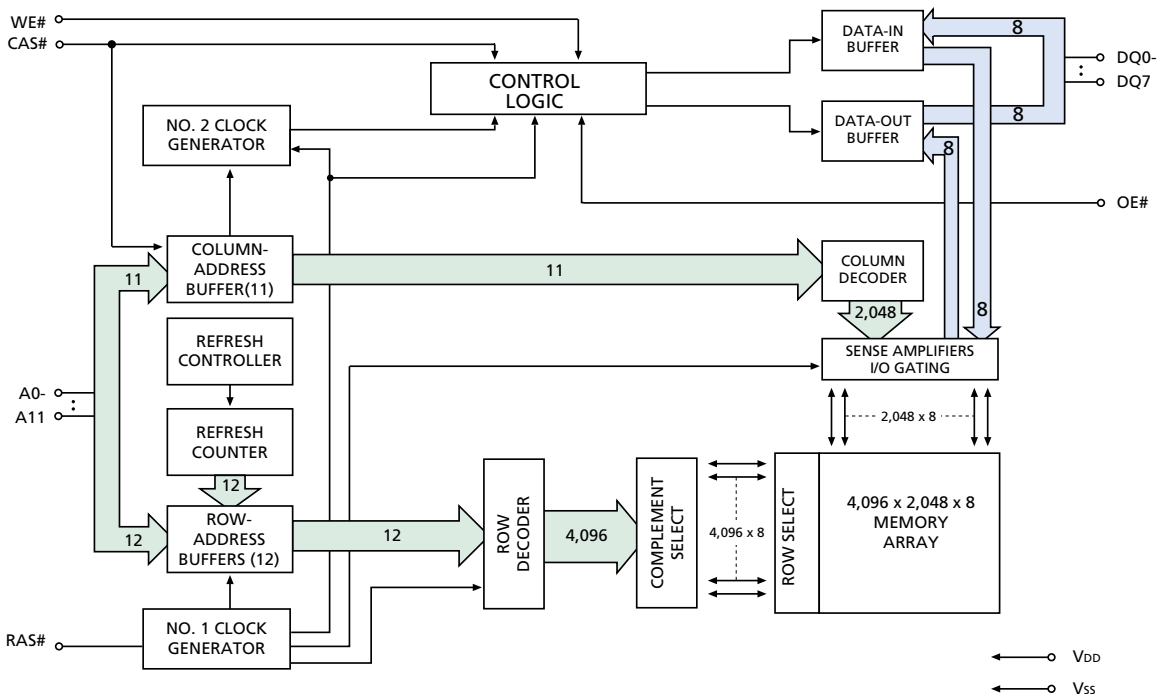 WE#
CAS#
CONTROL
LOGIC
DATA-IN
BUFFER
8
DQ0-
DQ7
NO. 2 CLOCK
GENERATOR
DATA-OUT
BUFFER
8
8
OE#
COLUMN-
ADDRESS
BUFFER(11)
11
11
COLUMN
DECODER
2,048
8
REFRESH
CONTROLLER
SENSE AMPLIFIERS
I/O GATING
A0-
A11
REFRESH
COUNTER
2,048 x 8
12
12
ROW-
ADDRESS
BUFFERS (12)
12
ROW
DECODER
4,096
COMPLEMENT
SELECT
4,096 x 8
ROW SELECT
4,096 x 2,048 x 8
MEMORY
ARRAY
RAS#
NO. 1 CLOCK
GENERATOR
VDD
VSS